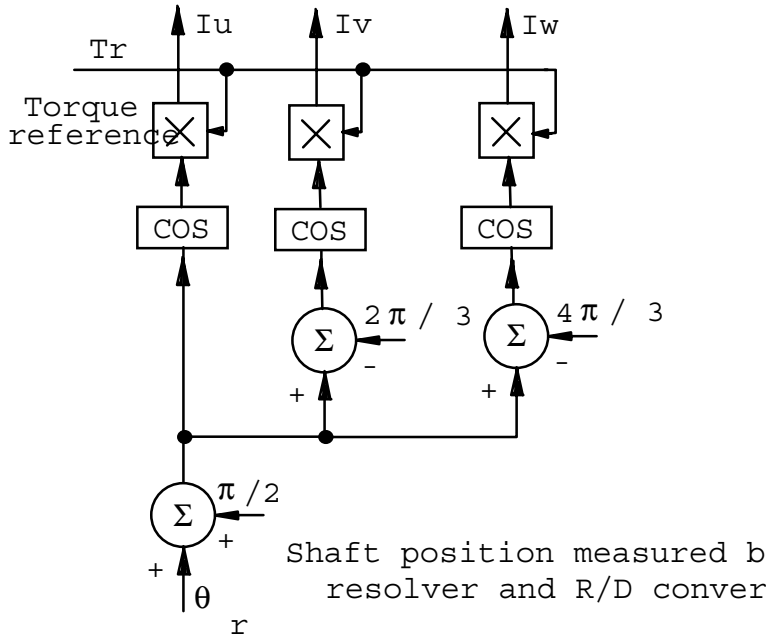 Iu Iv Iw
Tr
Torque
reference
COS COS COS
2π / 3 4π / 3
Σ Σ
- -
+ +
π /2
Σ
+
+
θ
r
Shaft position measured b
resolver and R/D conver